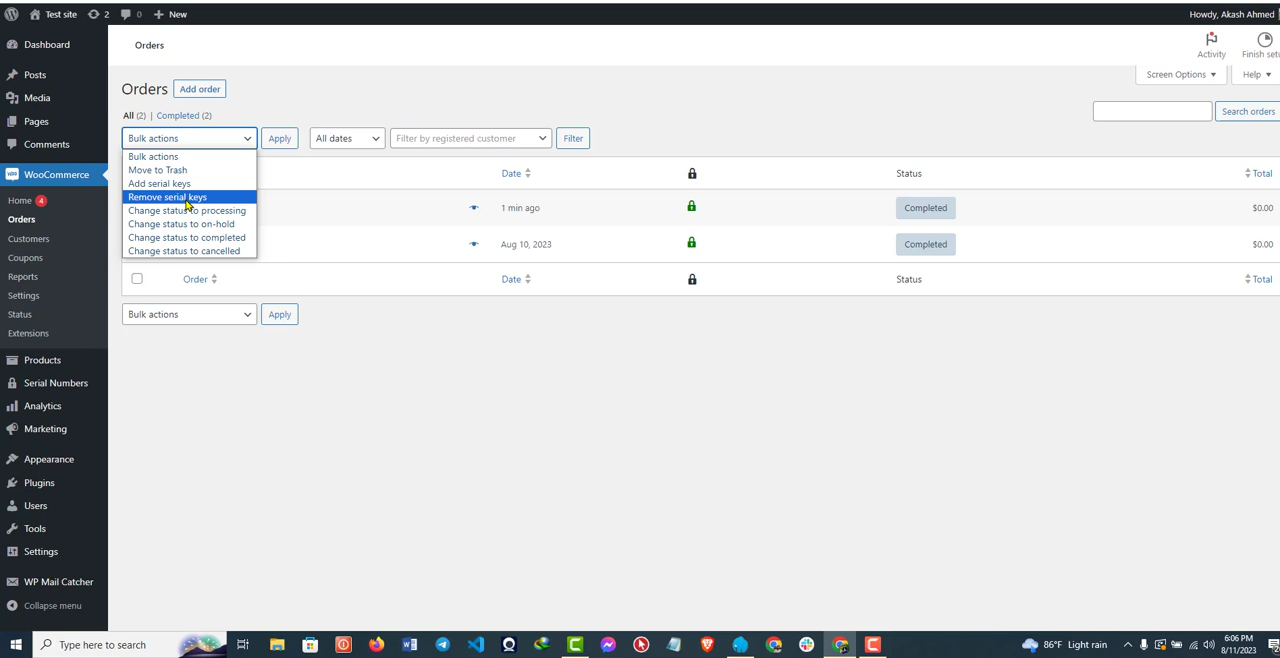 Test site 2 0 New Howdy, Akash Ahmed
Dashboard
Posts
Media
Pages
Comments
WooCommerce
Home 4
Orders
Customers
Coupons
Reports
Settings
Status
Extensions
Products
Serial Numbers
Analytics
Marketing
Appearance
Plugins
Users
Tools
Settings
WP Mail Catcher
Collapse menu
Orders
Activity Finish set
Screen Options ▼ Help ▼
Orders Add order
All (2) | Completed (2)
Search orders
Bulk actions Apply All dates Filter by registered customer Filter
Bulk actions
Move to Trash
Add serial keys
Remove serial keys
Change status to processing
Change status to on-hold
Change status to completed
Change status to cancelled
Date Status Total
1 min ago Completed $0.00
Aug 10, 2023 Completed $0.00
Order Date Status Total
Bulk actions Apply
Type here to search
86°F Light rain
6:06 PM
8/11/2023